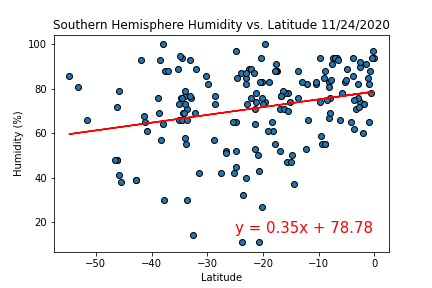 Southern Hemisphere Humidity vs. Latitude 11/24/2020
Humidity (%)
100
80
60
40
20
y = 0.35x + 78.78
−50
−40
−30
−20
−10
0
Latitude